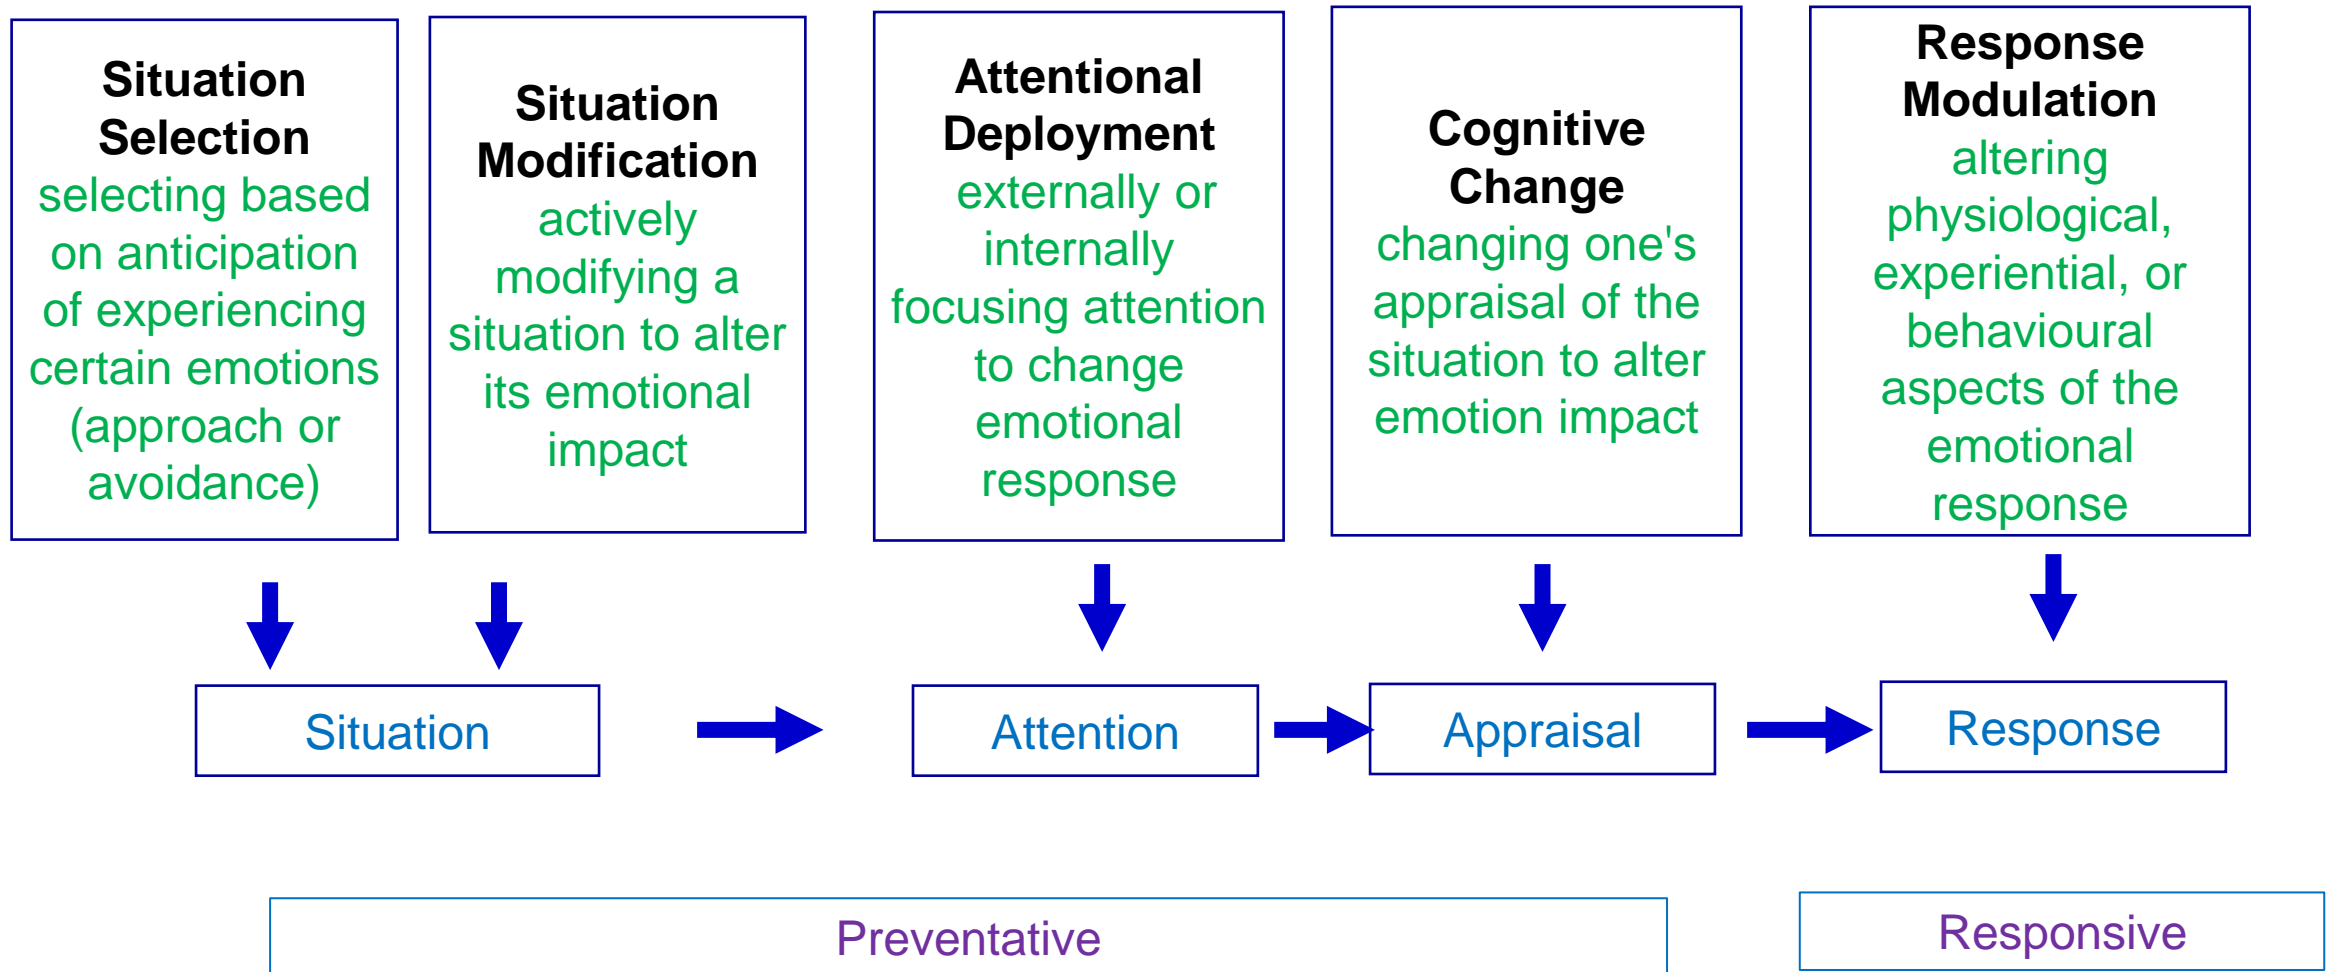 Situation
Selection
selecting based
on anticipation
of experiencing
certain emotions
(approach or
avoidance)
Situation
Modification
actively
modifying a
situation to alter
its emotional
impact
Attentional
Deployment
externally or
internally
focusing attention
to change
emotional
response
Cognitive
Change
changing one's
appraisal of the
situation to alter
emotion impact
Response
Modulation
altering
physiological,
experiential, or
behavioural
aspects of the
emotional
response
Situation
Attention
Appraisal
Response
Preventative
Responsive